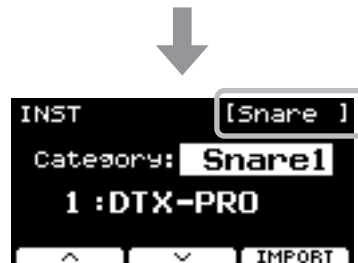 INST [Snare ]
Category: Snare1
1 :DTX-PRO
IMPORT